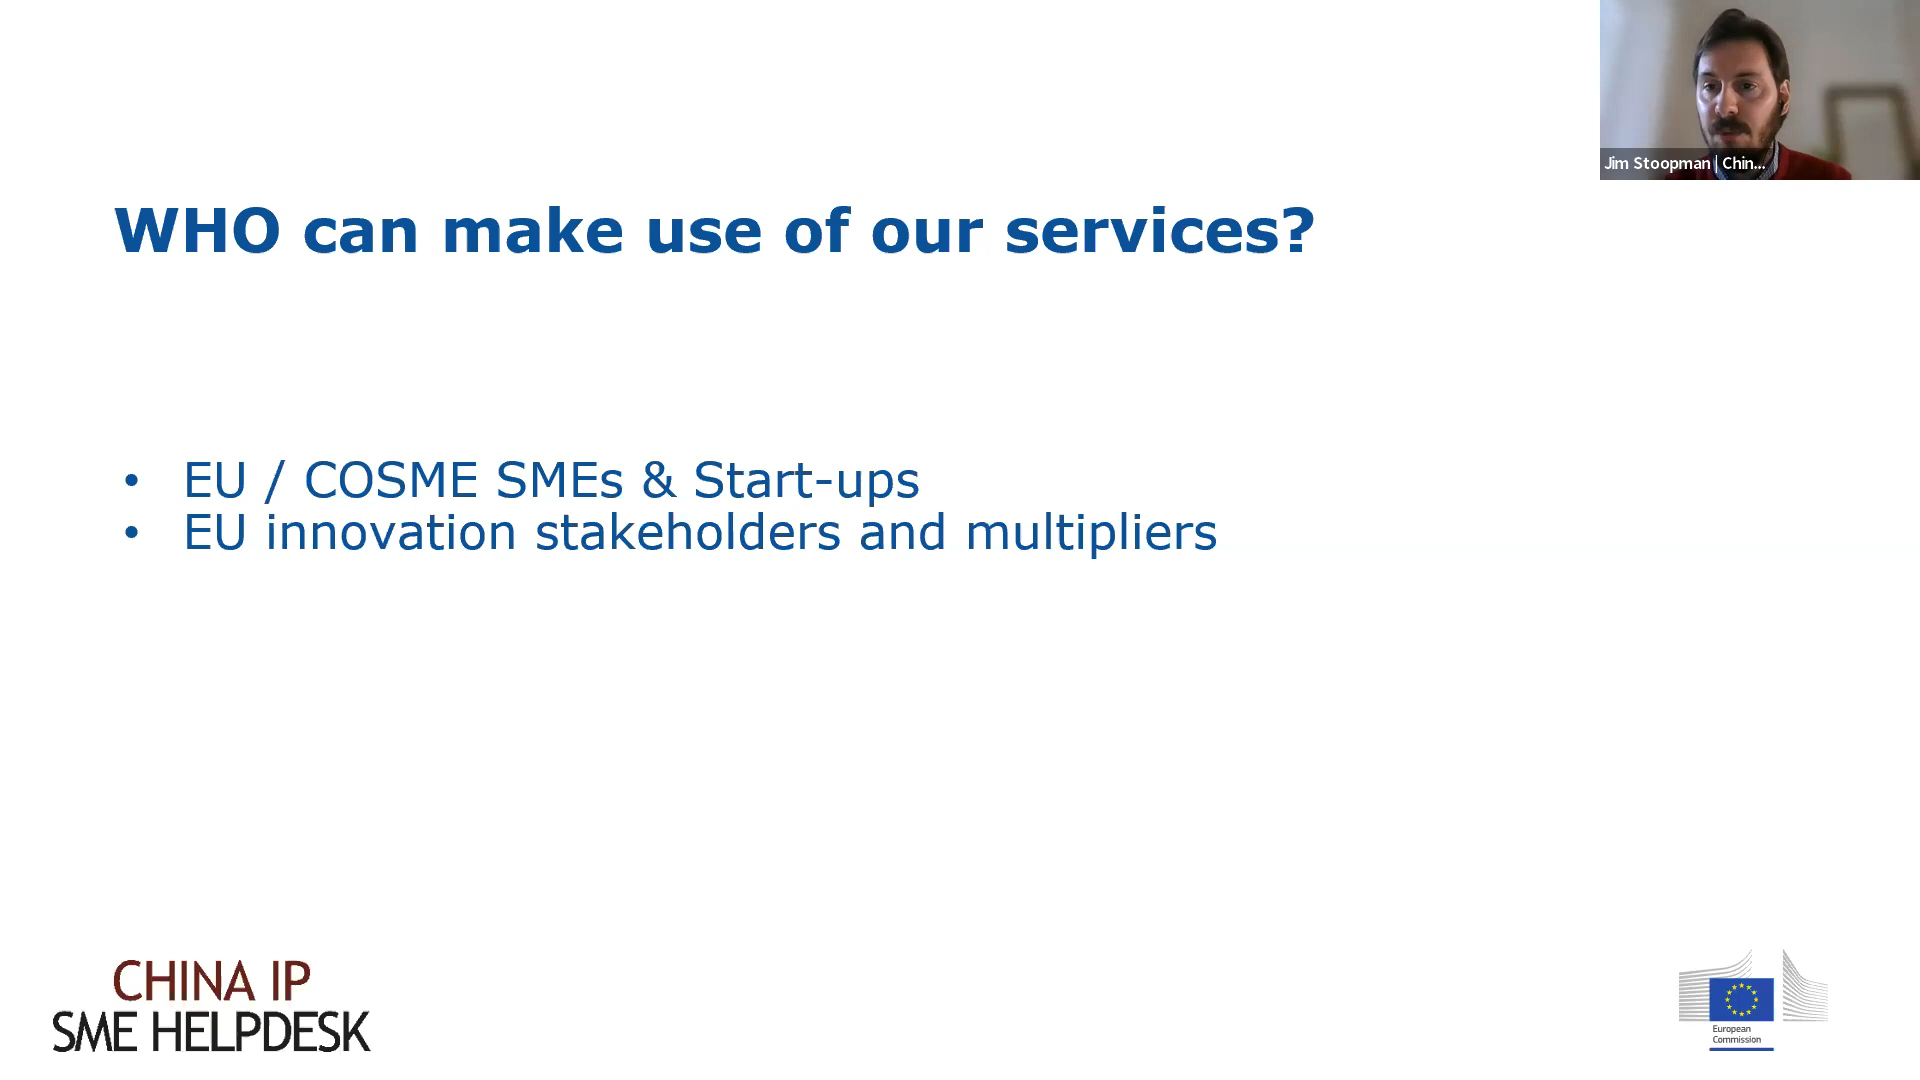 Jim Stoopman | Chin...
WHO can make use of our services?
• EU / COSME SMEs & Start-ups
• EU innovation stakeholders and multipliers
CHINA IP
SME HELPDESK
European
Commission